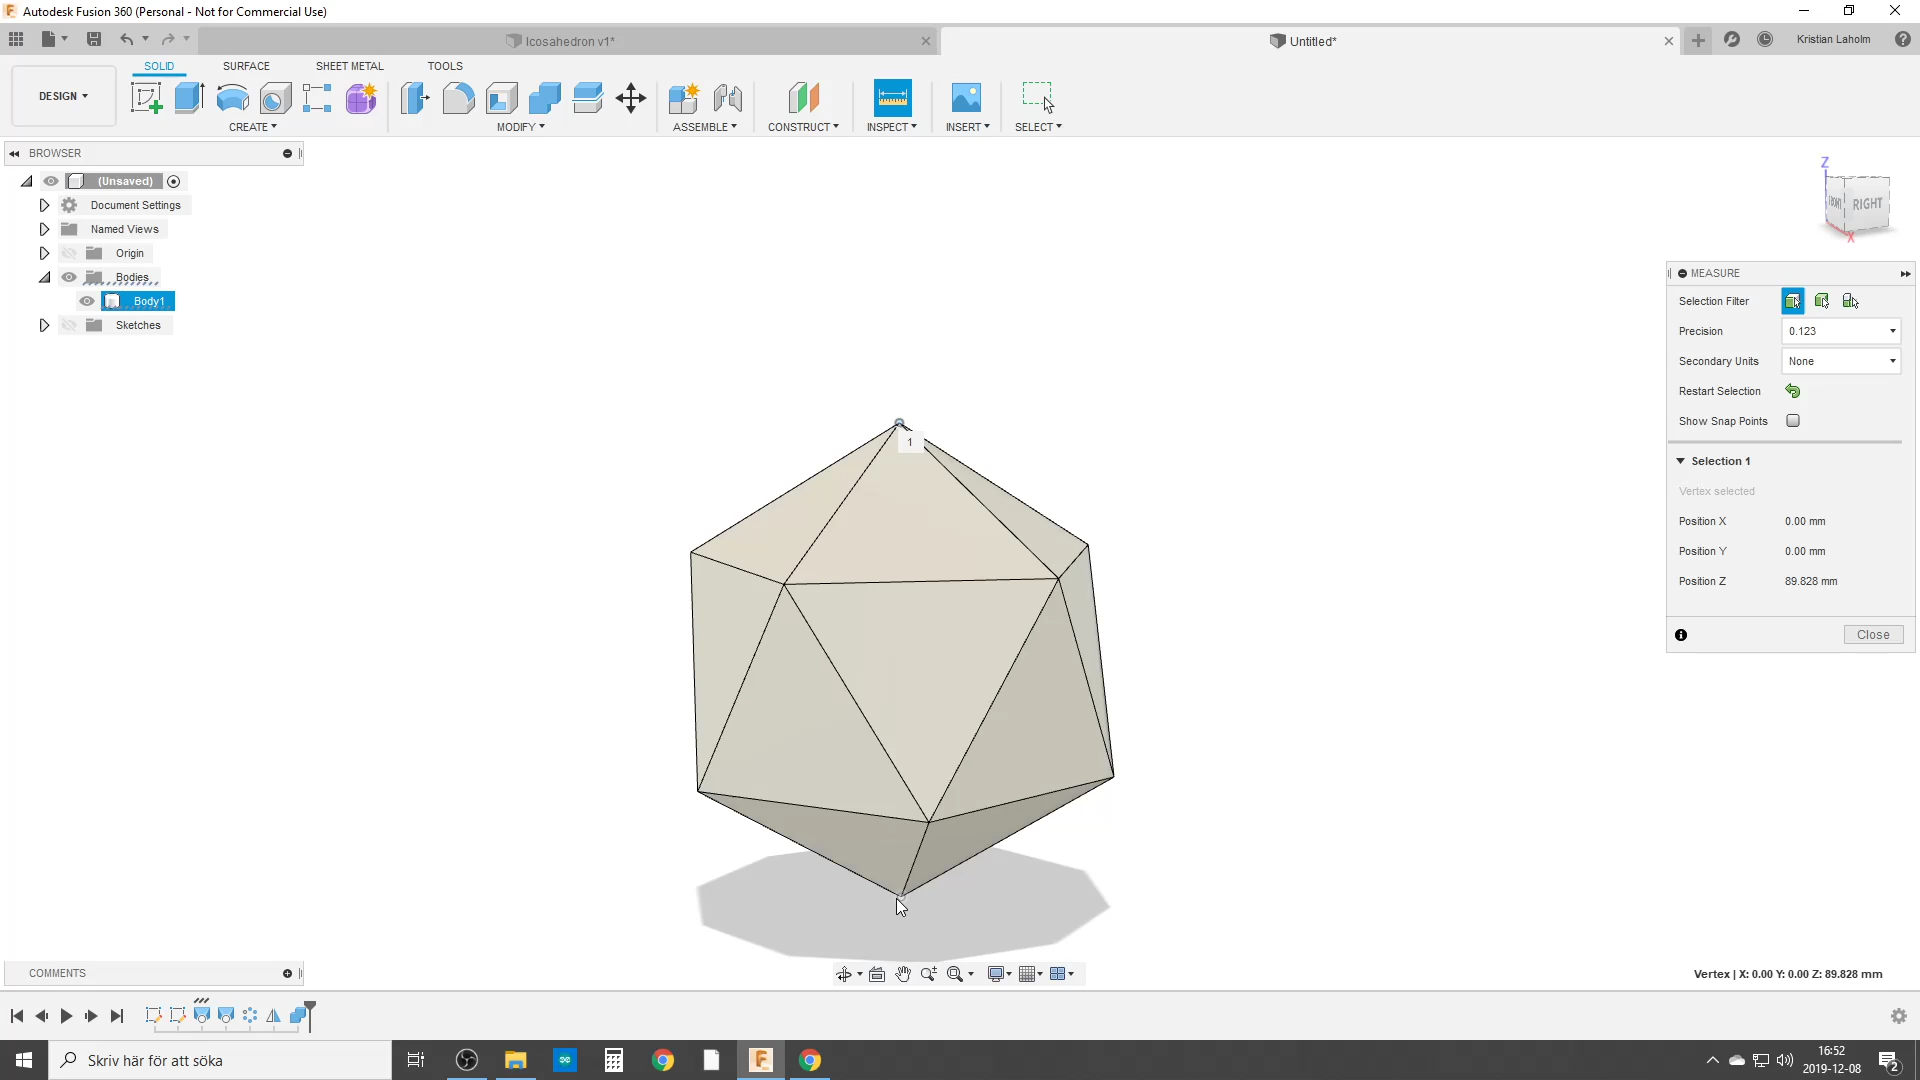 Autodesk Fusion 360 (Personal - Not for Commercial Use)
Icosahedron v1*
Untitled*
Kristian Laholm
SOLID
SURFACE
SHEET METAL
TOOLS
DESIGN
CREATE
MODIFY
ASSEMBLE
CONSTRUCT
INSPECT
INSERT
SELECT
BROWSER
(Unsaved)
Document Settings
Named Views
Origin
Bodies
Body1
Sketches
Z
FRONT
RIGHT
X
MEASURE
Selection Filter
Precision
0.123
Secondary Units
None
Restart Selection
Show Snap Points
Selection 1
Vertex selected
Position X
0.00 mm
Position Y
0.00 mm
Position Z
89.828 mm
Close
1
COMMENTS
Vertex | X: 0.00 Y: 0.00 Z: 89.828 mm
Skriv här för att söka
16:52
2019-12-08
2